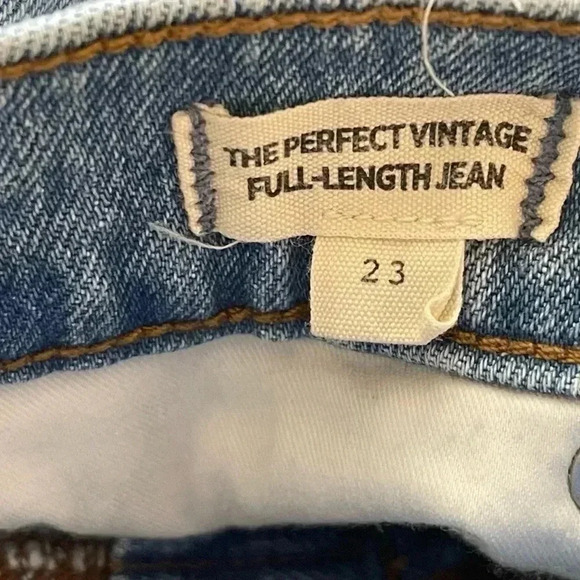 THE PERFECT VINTAGE
FULL-LENGTH JEAN
23